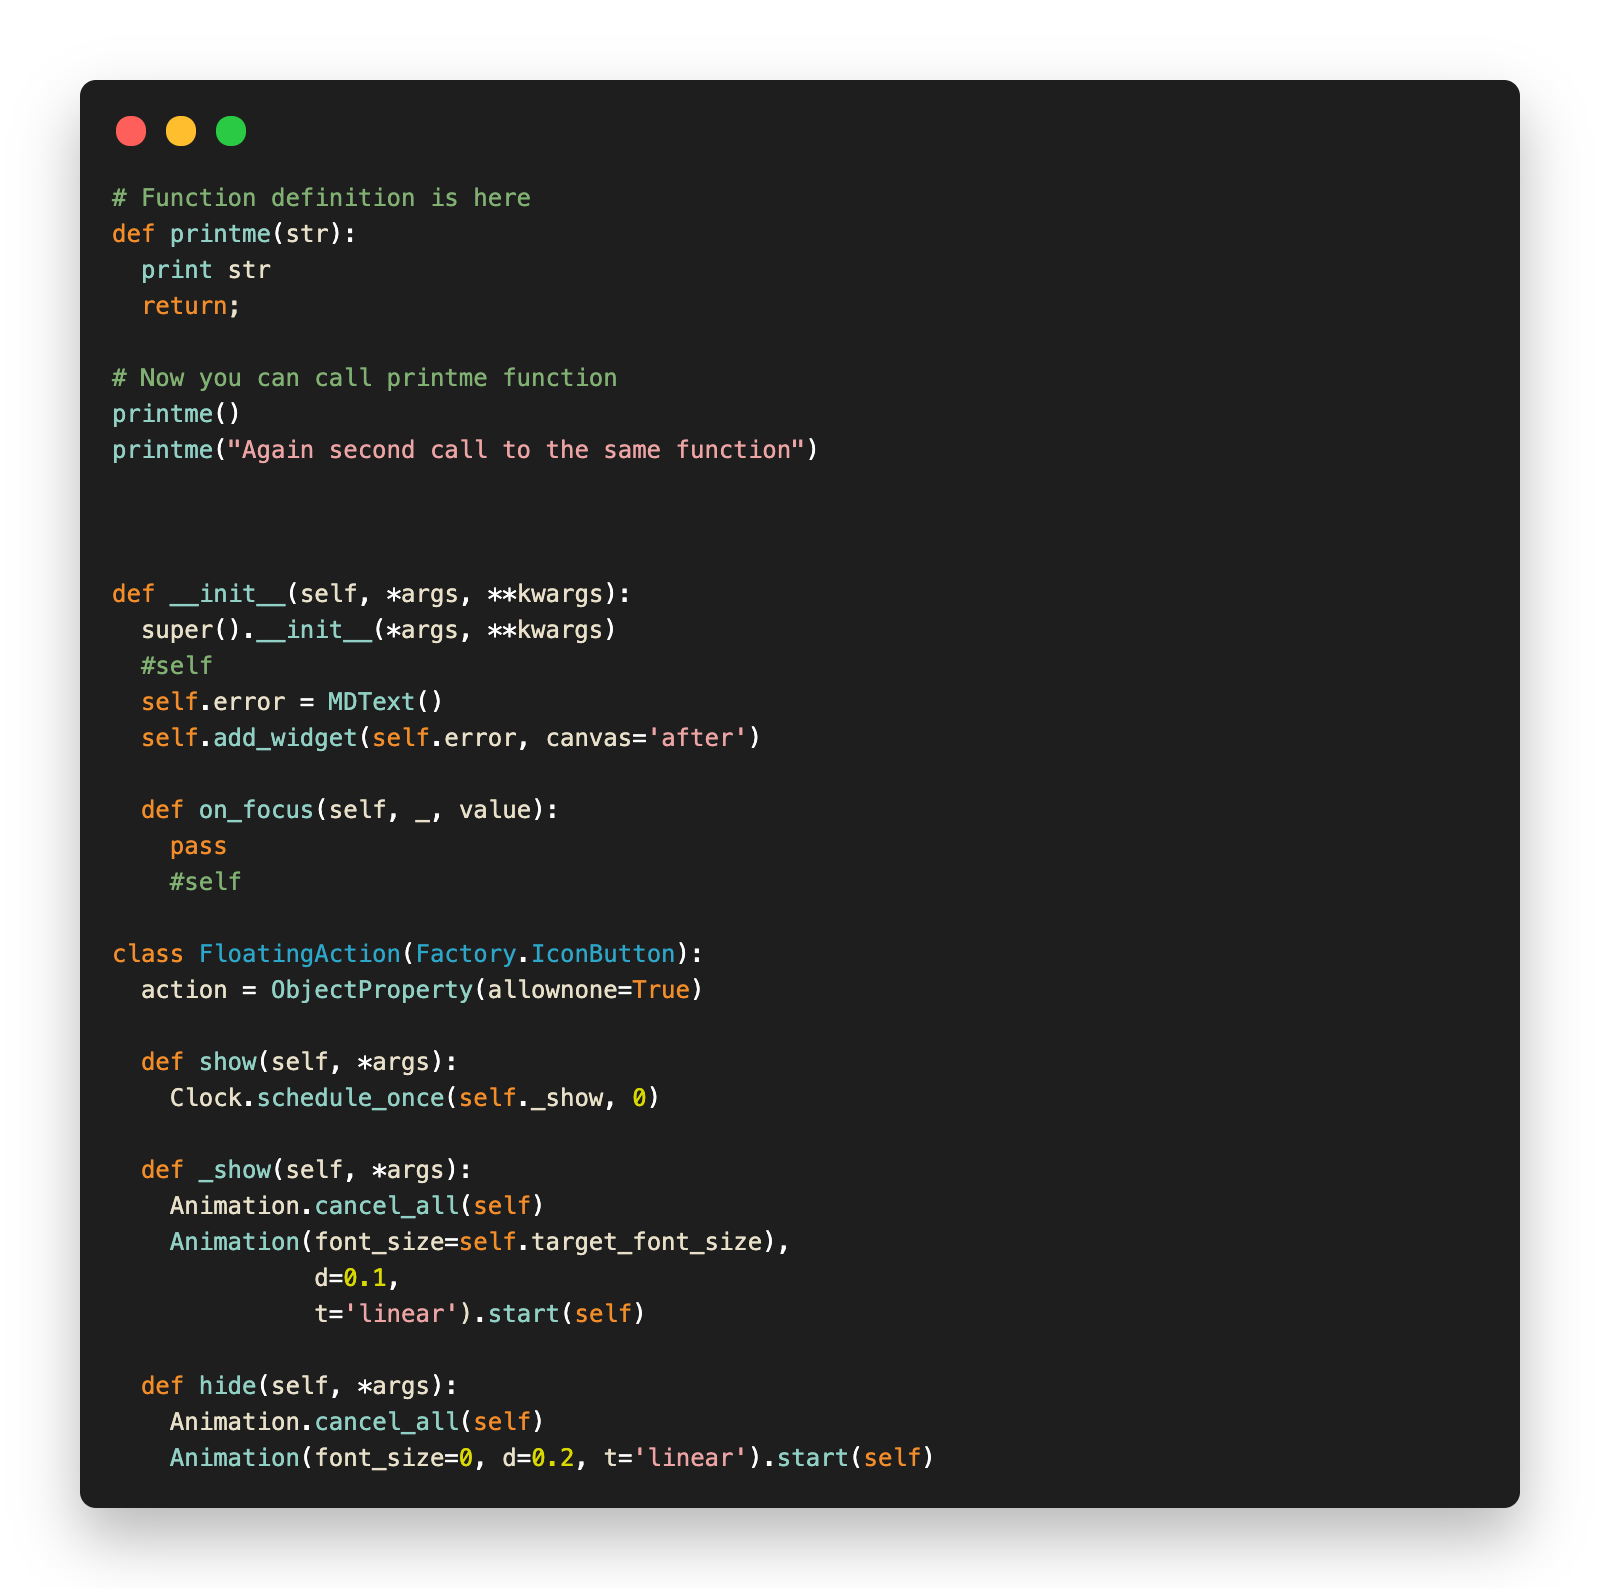 # Function definition is here
def printme(str):
  print str
  return;

# Now you can call printme function
printme()
printme("Again second call to the same function")

def __init__(self, *args, **kwargs):
  super().__init__(*args, **kwargs)
  #self
  self.error = MDText()
  self.add_widget(self.error, canvas='after')

  def on_focus(self, _, value):
    pass
    #self

class FloatingAction(Factory.IconButton):
  action = ObjectProperty(allownone=True)

  def show(self, *args):
    Clock.schedule_once(self._show, 0)

  def _show(self, *args):
    Animation.cancel_all(self)
    Animation(font_size=self.target_font_size),
              d=0.1,
              t='linear').start(self)

  def hide(self, *args):
    Animation.cancel_all(self)
    Animation(font_size=0, d=0.2, t='linear').start(self)